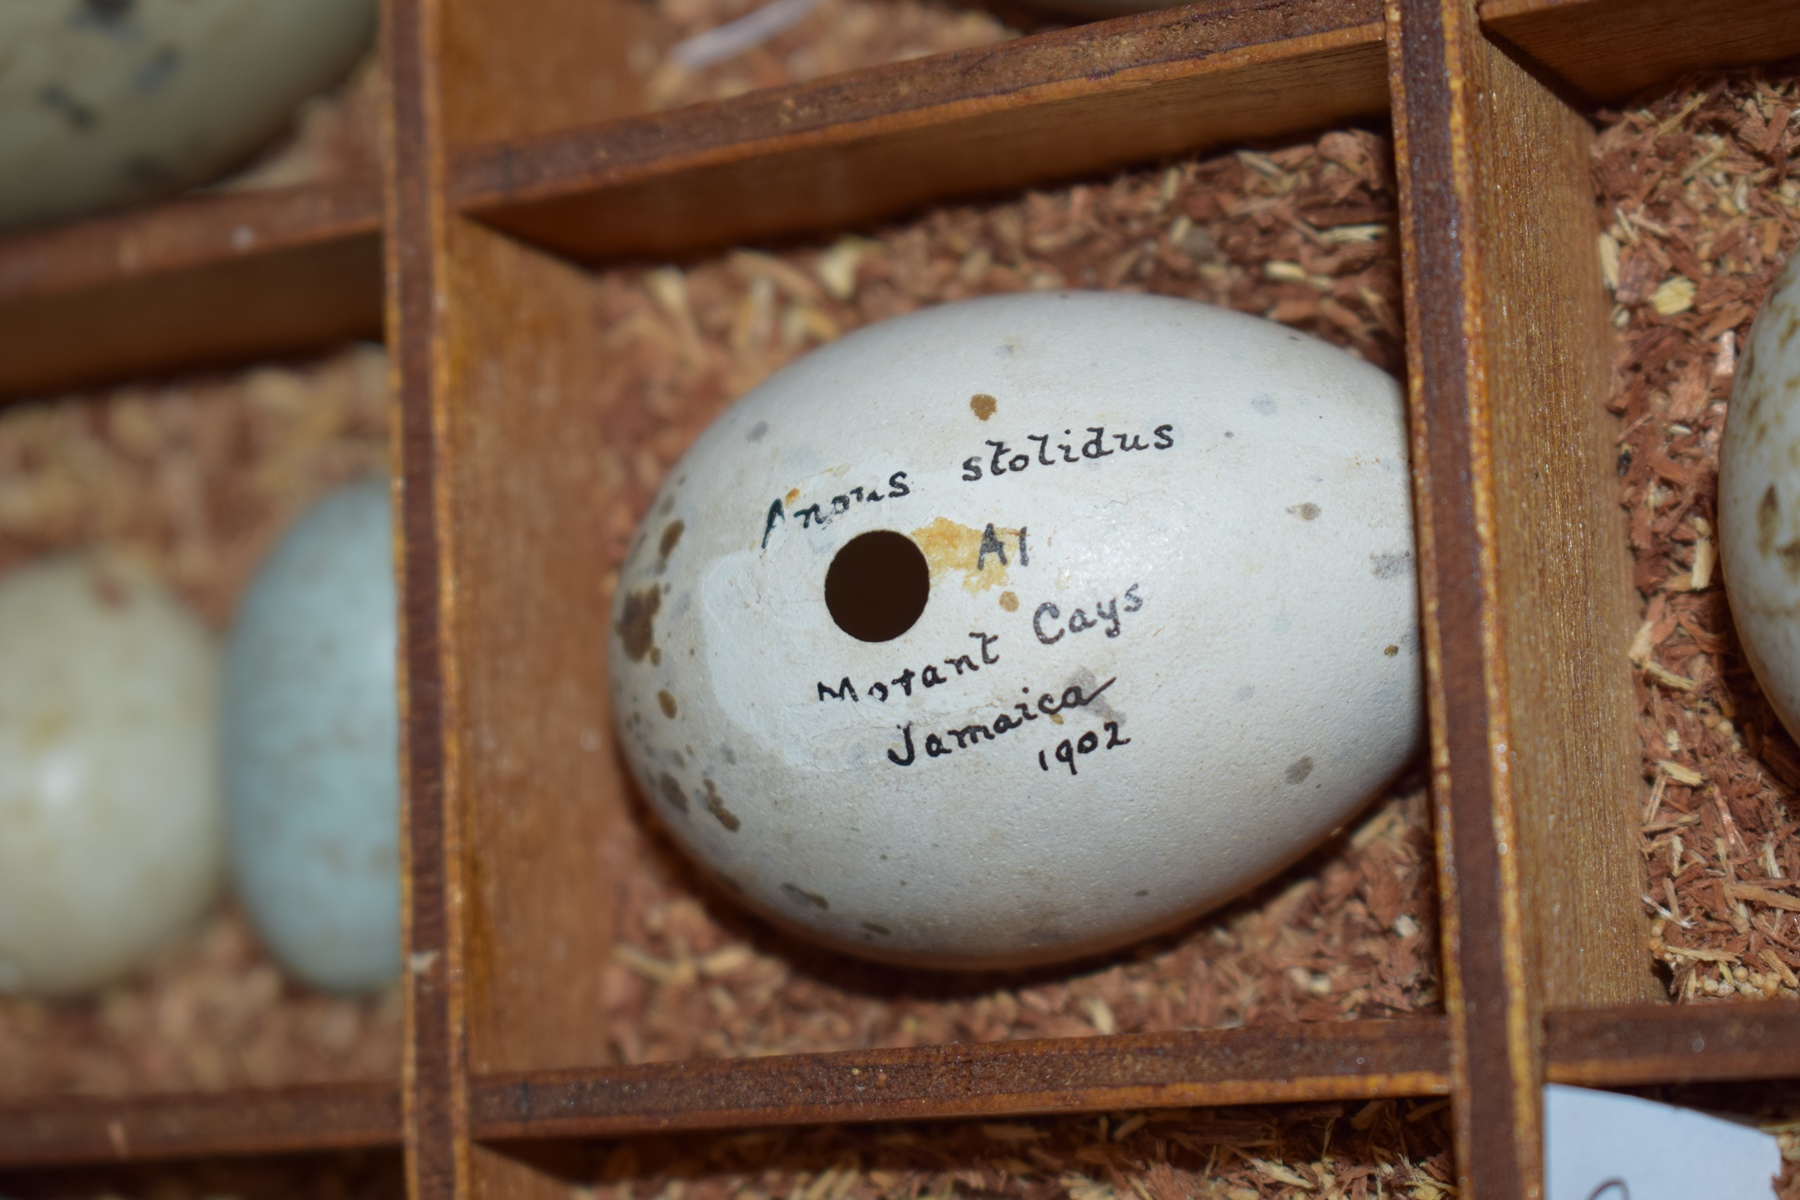 Anous stolidus
A1
Morant Cays
Jamaica
1902